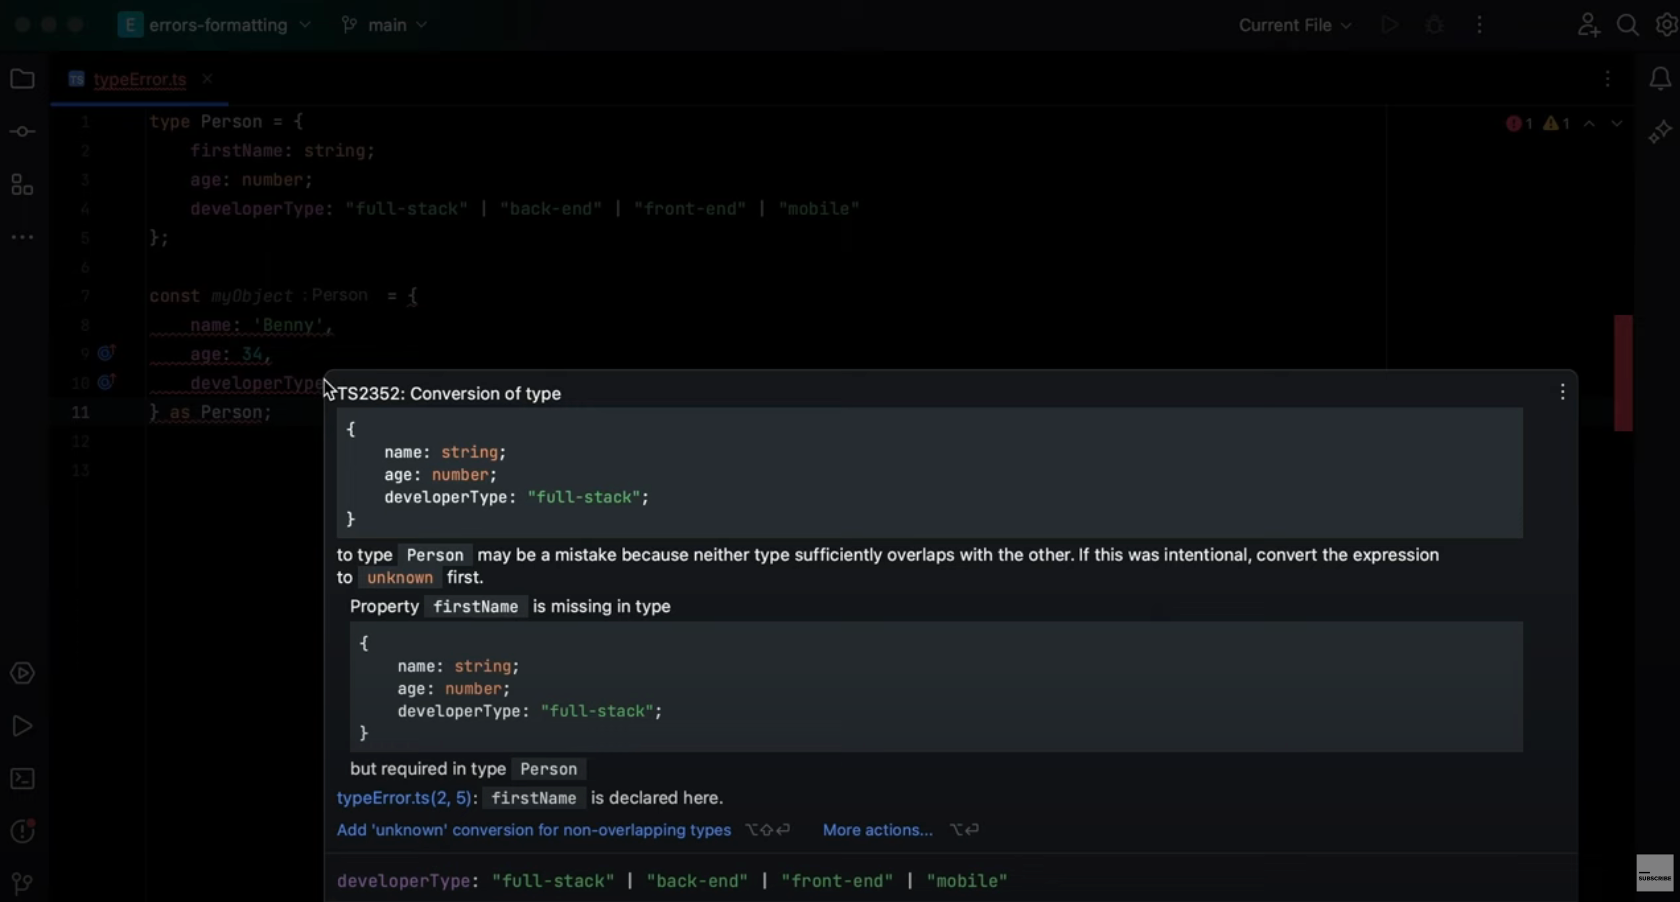 E errors-formatting main Current File
TS typeError.ts
1 type Person = { 1 1
2 firstName: string;
3 age: number;
4 developerType: "full-stack" | "back-end" | "front-end" | "mobile"
5 };
6
7 const myObject : Person = {
8 name: 'Benny',
9 age: 34,
10 developerType
11 } as Person;
12
13
TS2352: Conversion of type
{
name: string;
age: number;
developerType: "full-stack";
}
to type Person may be a mistake because neither type sufficiently overlaps with the other. If this was intentional, convert the expression
to unknown first.
Property firstName is missing in type
{
name: string;
age: number;
developerType: "full-stack";
}
but required in type Person
typeError.ts(2, 5): firstName is declared here.
Add 'unknown' conversion for non-overlapping types ⌥⇧⏎ More actions... ⌥⏎
developerType: "full-stack" | "back-end" | "front-end" | "mobile"
SUBSCRIBE